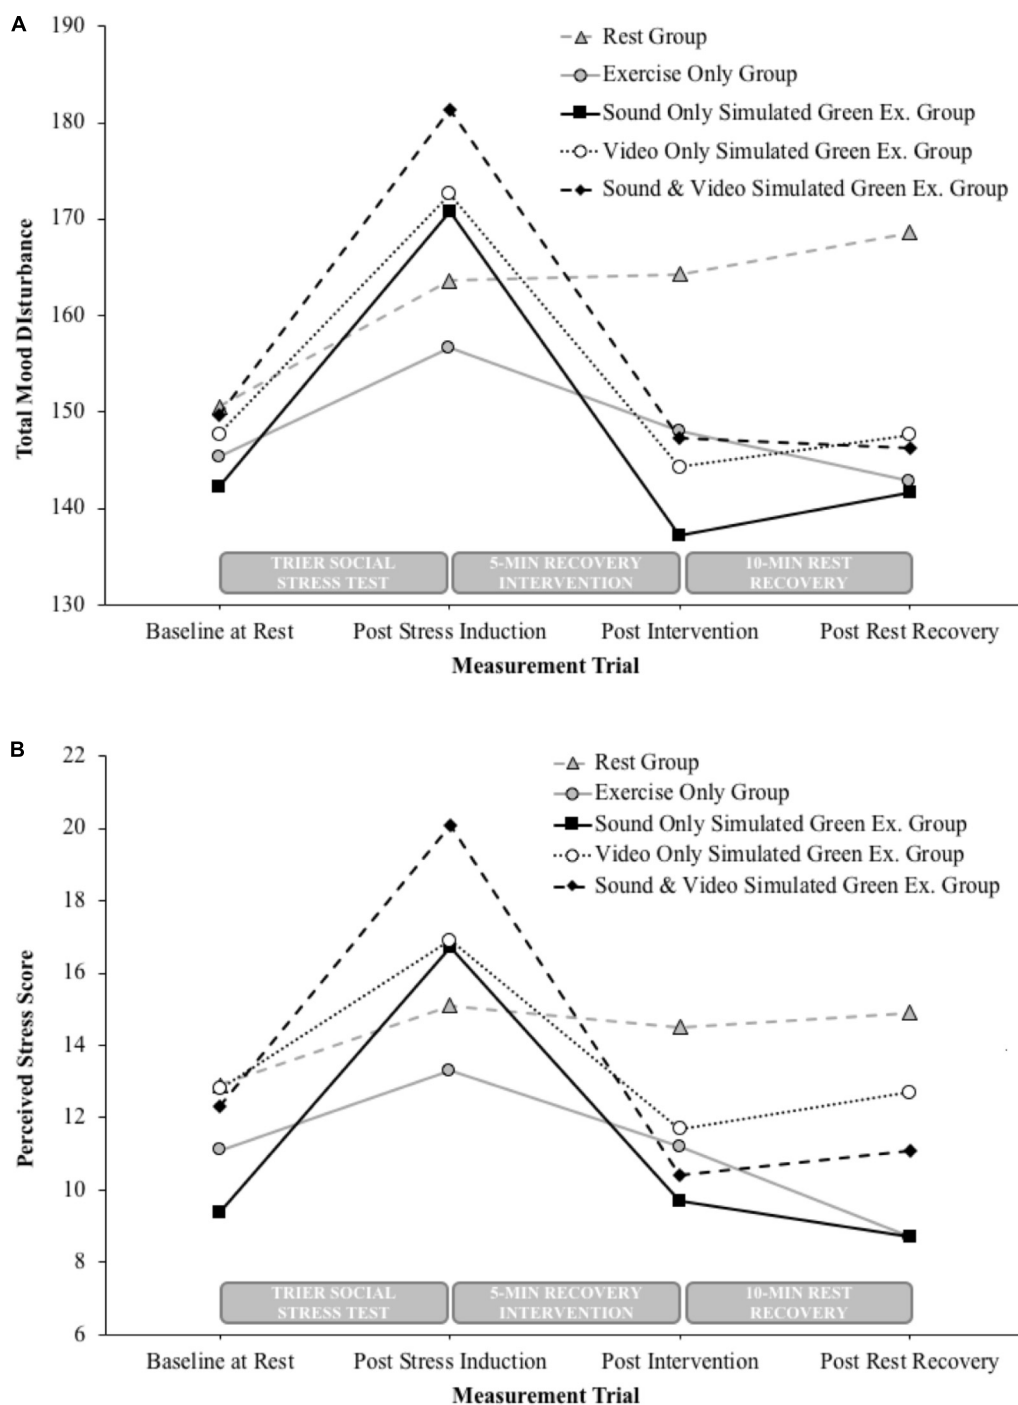 A
190
180
170
160
150
140
130
Total Mood DIsturbance
Rest Group
Exercise Only Group
Sound Only Simulated Green Ex. Group
Video Only Simulated Green Ex. Group
Sound & Video Simulated Green Ex. Group
TRIER SOCIAL
STRESS TEST
5-MIN RECOVERY
INTERVENTION
10-MIN REST
RECOVERY
Baseline at Rest
Post Stress Induction
Post Intervention
Post Rest Recovery
Measurement Trial
B
22
20
18
16
14
12
10
8
6
Perceived Stress Score
Rest Group
Exercise Only Group
Sound Only Simulated Green Ex. Group
Video Only Simulated Green Ex. Group
Sound & Video Simulated Green Ex. Group
TRIER SOCIAL
STRESS TEST
5-MIN RECOVERY
INTERVENTION
10-MIN REST
RECOVERY
Baseline at Rest
Post Stress Induction
Post Intervention
Post Rest Recovery
Measurement Trial